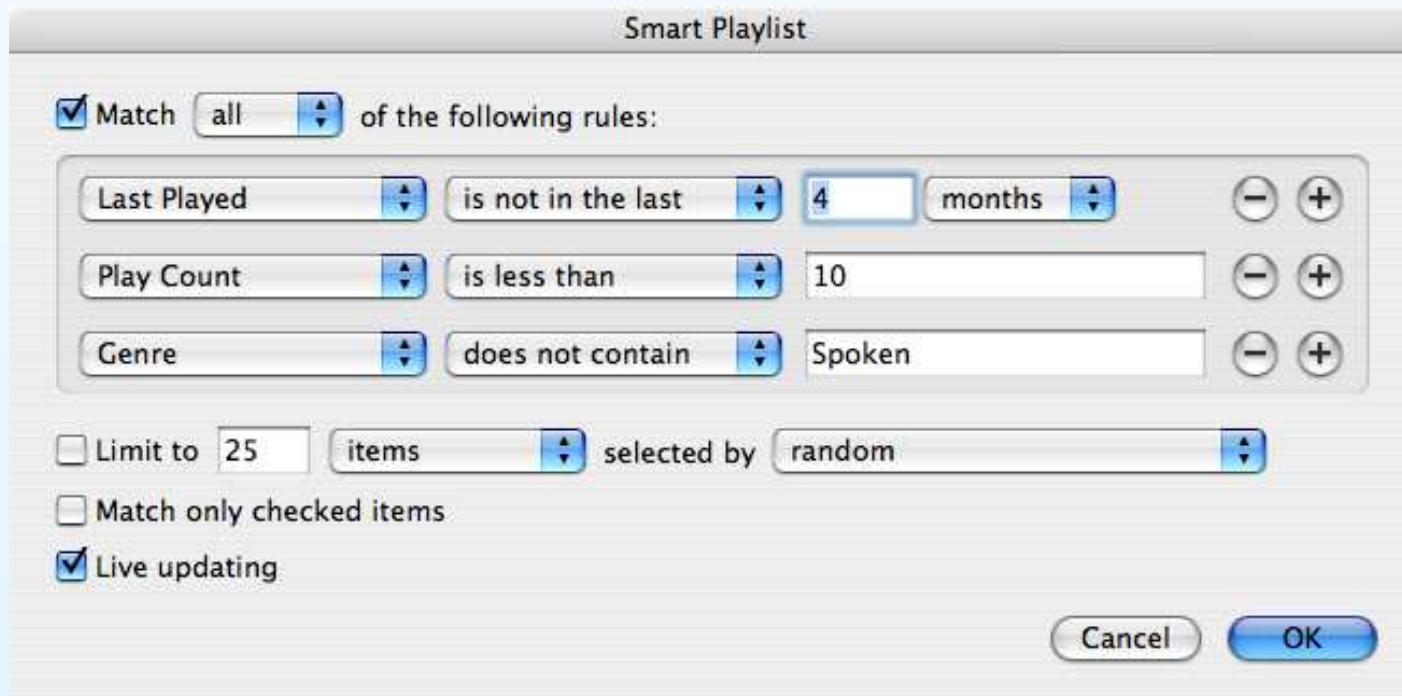 Smart Playlist
Match all of the following rules:
Last Played is not in the last 4 months
Play Count is less than 10
Genre does not contain Spoken
Limit to 25 items selected by random
Match only checked items
Live updating
Cancel OK